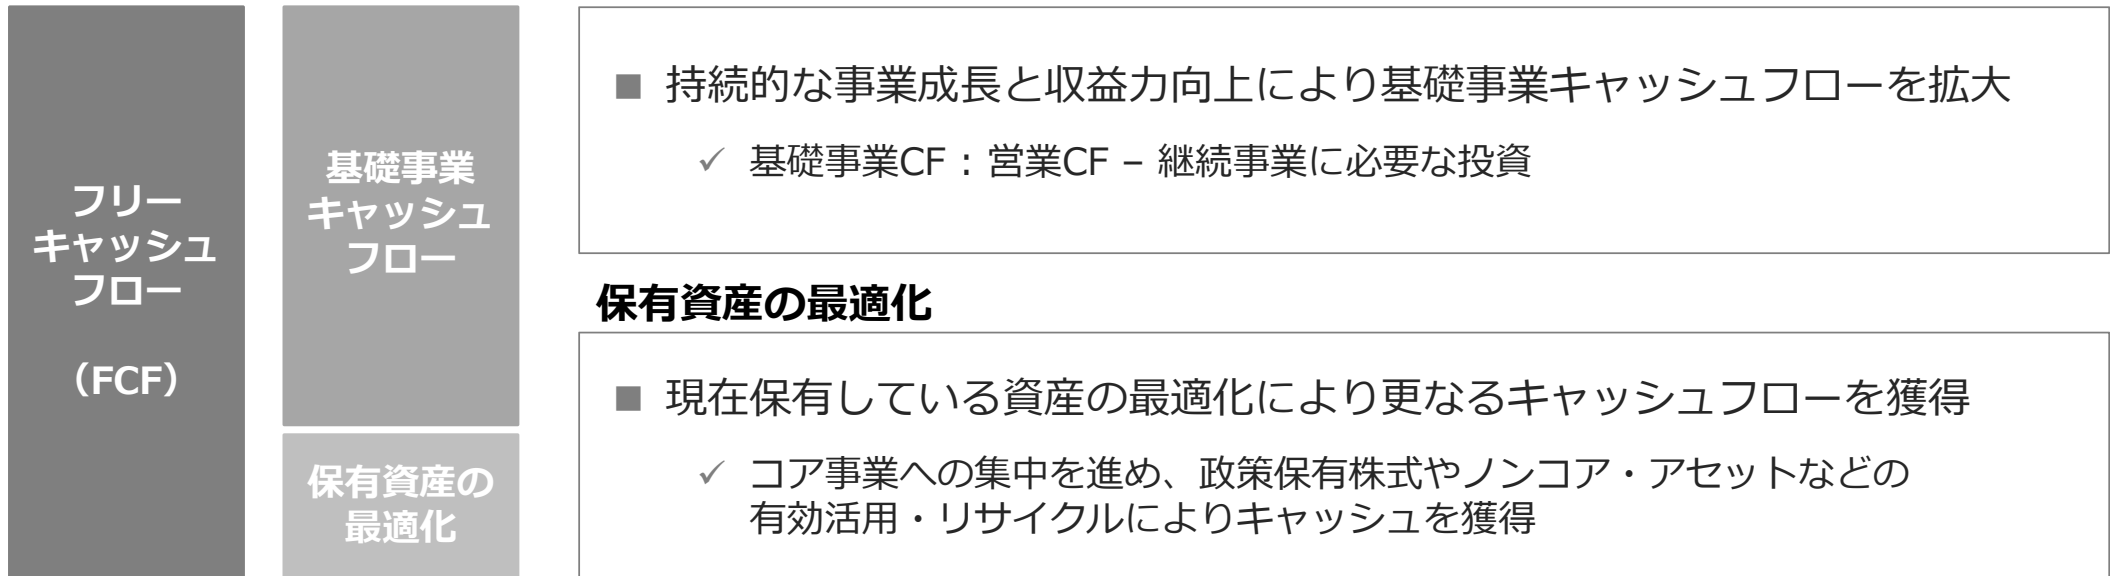 フリー
キャッシュ
フロー
（FCF）
基礎事業
キャッシュ
フロー
保有資産の
最適化
■ 持続的な事業成長と収益力向上により基礎事業キャッシュフローを拡大
✓ 基礎事業CF：営業CF – 継続事業に必要な投資
保有資産の最適化
■ 現在保有している資産の最適化により更なるキャッシュフローを獲得
✓ コア事業への集中を進め、政策保有株式やノンコア・アセットなどの
有効活用・リサイクルによりキャッシュを獲得